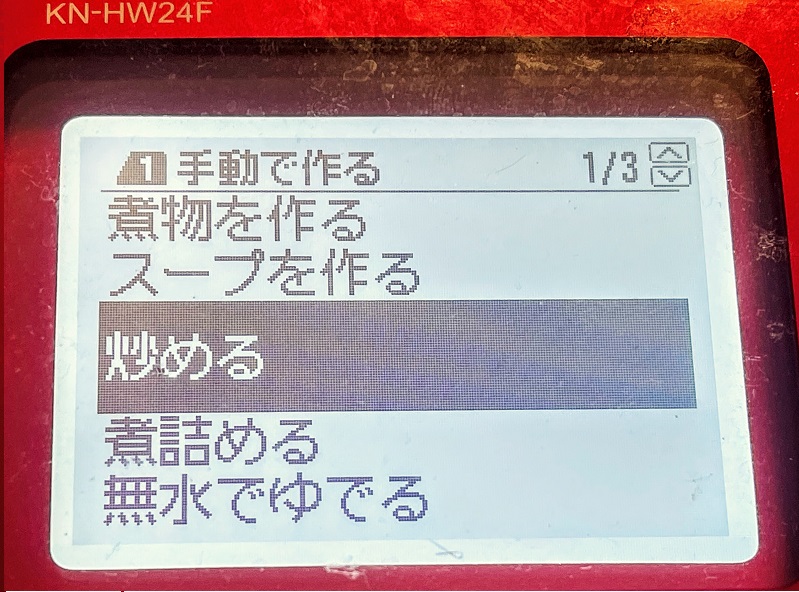 KN-HW24F
1 手動で作る 1/3
煮物を作る
スープを作る
炒める
煮詰める
無水でゆでる